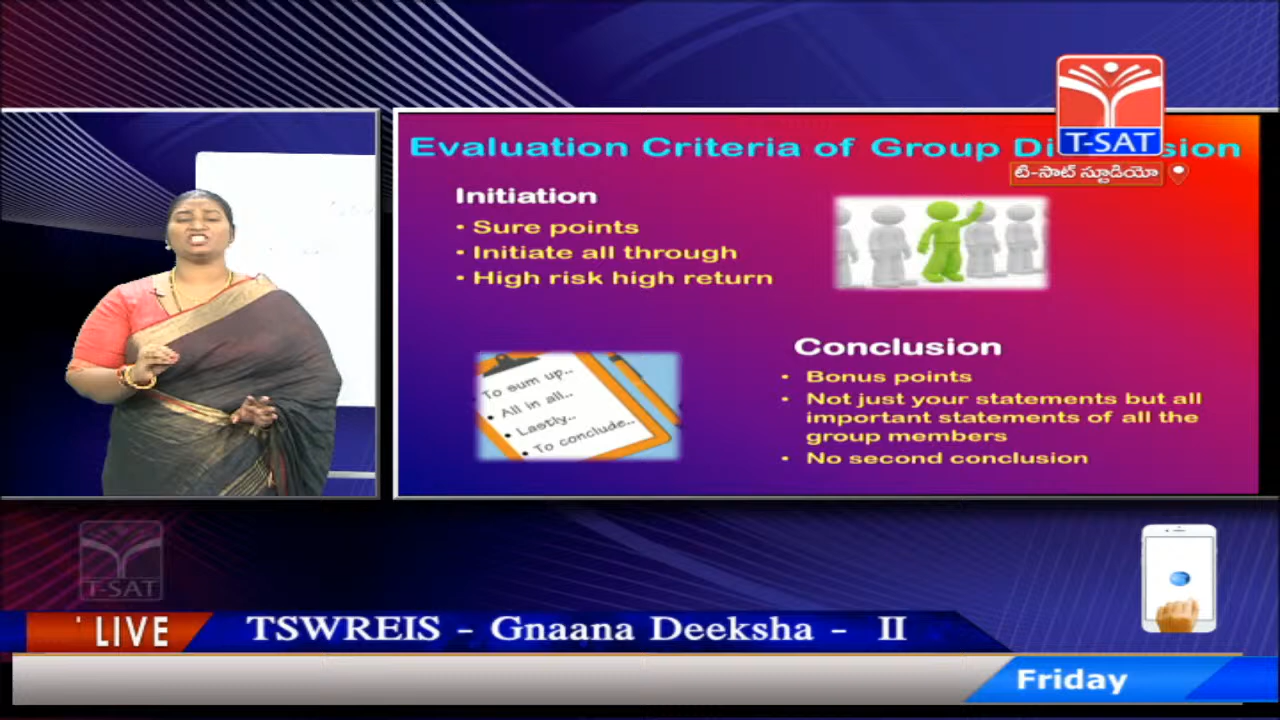 T-SAT
టి-సాట్ స్టూడియో
Evaluation Criteria of Group Di sion
Initiation
• Sure points
• Initiate all through
• High risk high return
To sum up..
• All in all..
• Lastly..
• To conclude..
Conclusion
• Bonus points
• Not just your statements but all
important statements of all the
group members
• No second conclusion
T-SAT
LIVE
TSWREIS - Gnaana Deeksha - II
Friday